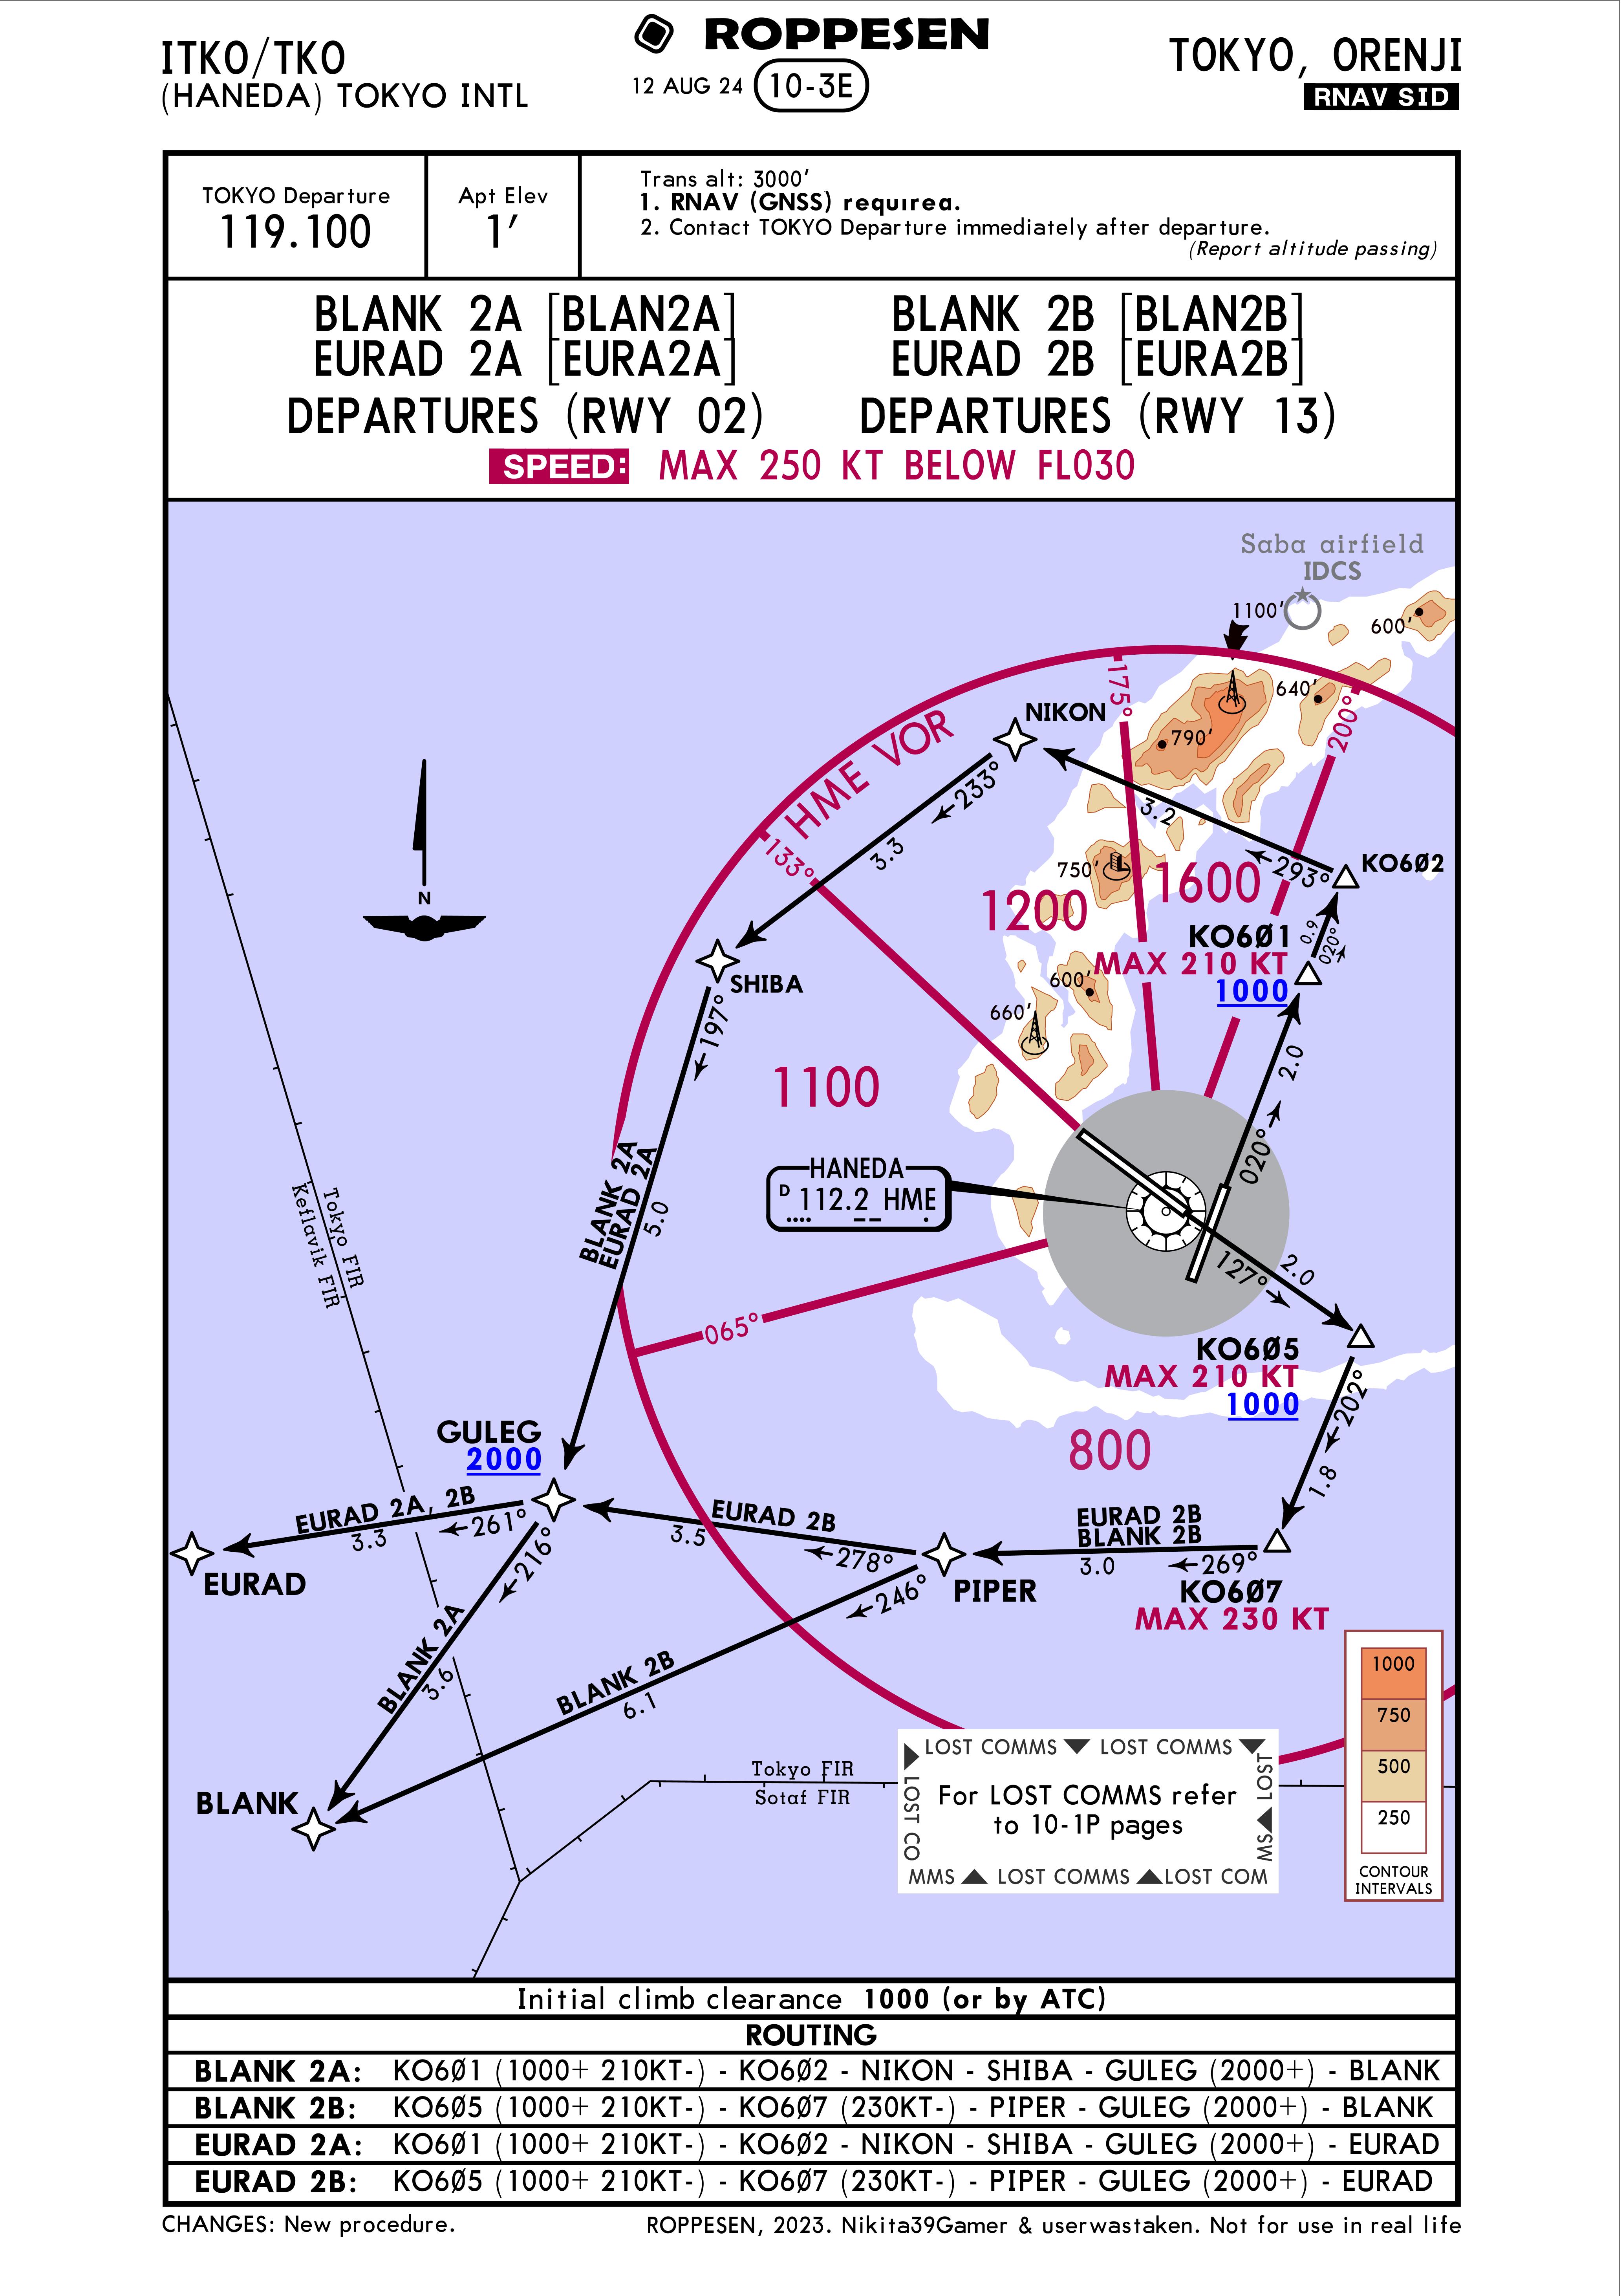 ITKO/TKO
(HANEDA) TOKYO INTL
ROPPESEN
12 AUG 24 10-3E
TOKYO, ORENJI
RNAV SID
TOKYO Departure
119.100
Apt Elev
1'
Trans alt: 3000'
1. RNAV (GNSS) requirea.
2. Contact TOKYO Departure immediately after departure.
(Report altitude passing)
BLANK 2A [BLAN2A]
EURAD 2A [EURA2A]
DEPARTURES (RWY 02)
BLANK 2B [BLAN2B]
EURAD 2B [EURA2B]
DEPARTURES (RWY 13)
SPEED: MAX 250 KT BELOW FL030
Saba airfield
IDCS
1100'
600'
640'
790'
175°
200°
NIKON
HME VOR
←233°
3.3
3.2
←293°
KO6Ø2
133°
750'
1200
1600
KO6Ø1
MAX 210 KT
1000
0.9
020°→
600'
660'
SHIBA
←197°
2.0
020°→
1100
BLANK 2A
EURAD 2A
5.0
HANEDA
D 112.2 HME
Tokyo FIR
Keflavik FIR
N
127°→
2.0
065°
KO6Ø5
MAX 210 KT
1000
←202°
1.8
800
GULEG
2000
EURAD 2A, 2B
3.3
←261°
EURAD
←216°
EURAD 2B
3.5
←278°
EURAD 2B
BLANK 2B
3.0
←269°
PIPER
←246°
KO6Ø7
MAX 230 KT
BLANK 2A
3.6
BLANK 2B
6.1
BLANK
Tokyo FIR
Sotaf FIR
LOST COMMS LOST COMMS
LOST CO
For LOST COMMS refer
to 10-1P pages
LOST
MS
MMS LOST COMMS LOST COM
1000
750
500
250
CONTOUR
INTERVALS
Initial climb clearance 1000 (or by ATC)
ROUTING
BLANK 2A: KO6Ø1 (1000+ 210KT-) - KO6Ø2 - NIKON - SHIBA - GULEG (2000+) - BLANK
BLANK 2B: KO6Ø5 (1000+ 210KT-) - KO6Ø7 (230KT-) - PIPER - GULEG (2000+) - BLANK
EURAD 2A: KO6Ø1 (1000+ 210KT-) - KO6Ø2 - NIKON - SHIBA - GULEG (2000+) - EURAD
EURAD 2B: KO6Ø5 (1000+ 210KT-) - KO6Ø7 (230KT-) - PIPER - GULEG (2000+) - EURAD
CHANGES: New procedure.
ROPPESEN, 2023. Nikita39Gamer & userwastaken. Not for use in real life